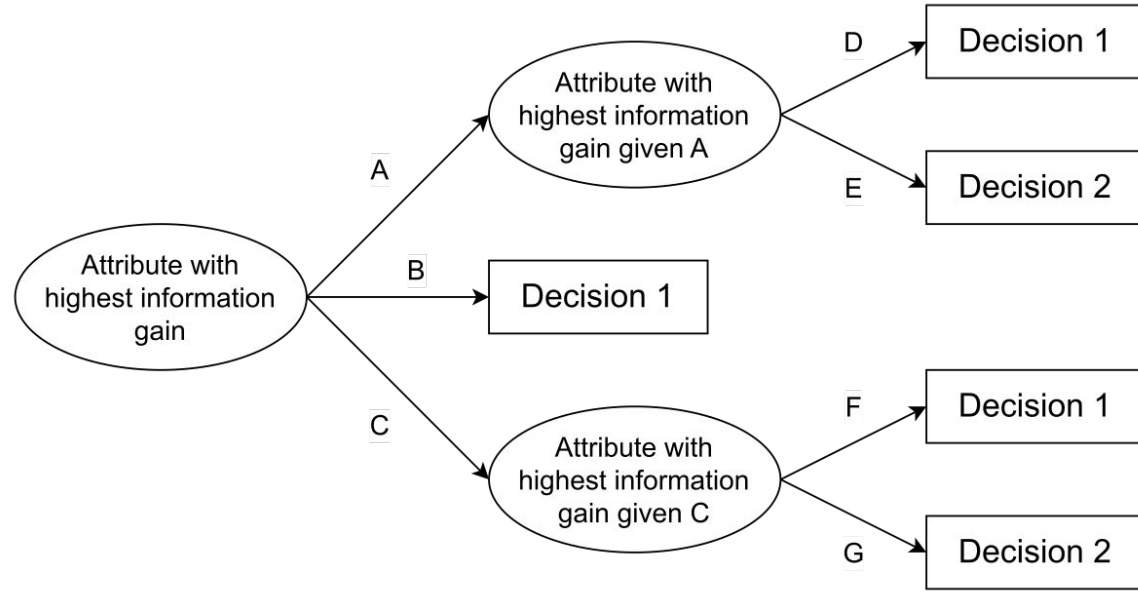 Attribute with
highest information
gain
A
B
C
Attribute with
highest information
gain given A
D
E
Decision 1
Decision 2
Decision 1
Attribute with
highest information
gain given C
F
G
Decision 1
Decision 2